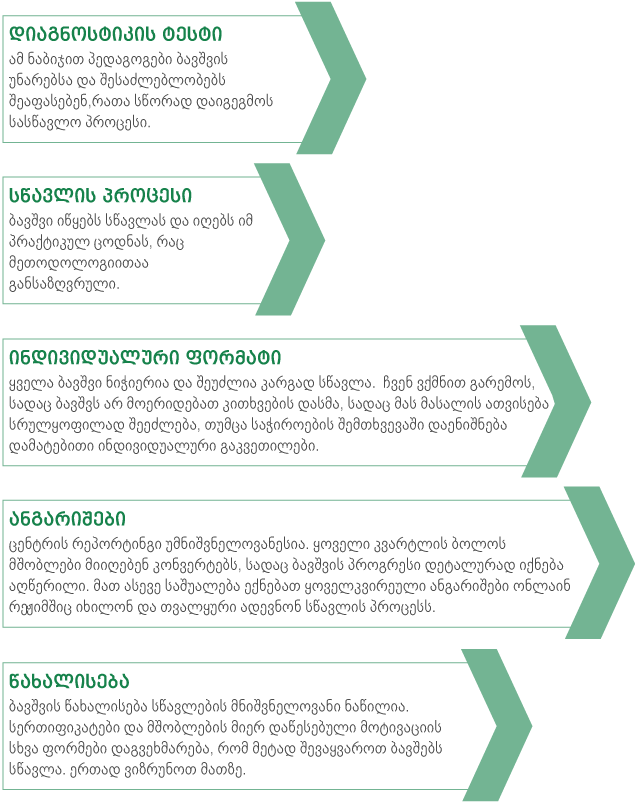 დიაგნოსტიკის ტესტი
ამ ნაბიჯით პედაგოგები ბავშვის
უნარებსა და შესაძლებლობებს
შეაფასებენ,რათა სწორად დაიგეგმოს
სასწავლო პროცესი.
სწავლის პროცესი
ბავშვი იწყებს სწავლას და იღებს იმ
პრაქტიკულ ცოდნას, რაც
მეთოდოლოგიითაა
განსაზღვრული.
ინდივიდუალური ფორმატი
ყველა ბავშვი ნიჭიერია და შეუძლია კარგად სწავლა. ჩვენ ვქმნით გარემოს,
სადაც ბავშვს არ მოერიდებათ კითხვების დასმა, სადაც მას მასალის ათვისება
სრულყოფილად შეეძლება, თუმცა საჭიროების შემთხვევაში დაენიშნება
დამატებითი ინდივიდუალური გაკვეთილები.
ანგარიშები
ცენტრის რეპორტინგი უმნიშვნელოვანესია. ყოველი კვარტლის ბოლოს
მშობლები მიიღებენ კონვერტებს, სადაც ბავშვის პროგრესი დეტალურად იქნება
აღწერილი. მათ ასევე საშუალება ექნებათ ყოველკვირეული ანგარიშები ონლაინ
რეჟიმშიც იხილონ და თვალყური ადევნონ სწავლის პროცესს.
წახალისება
ბავშვის წახალისება სწავლების მნიშვნელოვანი ნაწილია.
სერთიფიკატები და მშობლების მიერ დაწესებული მოტივაციის
სხვა ფორმები დაგვეხმარება, რომ მეტად შევაყვაროთ ბავშებს
სწავლა. ერთად ვიზრუნოთ მათზე.